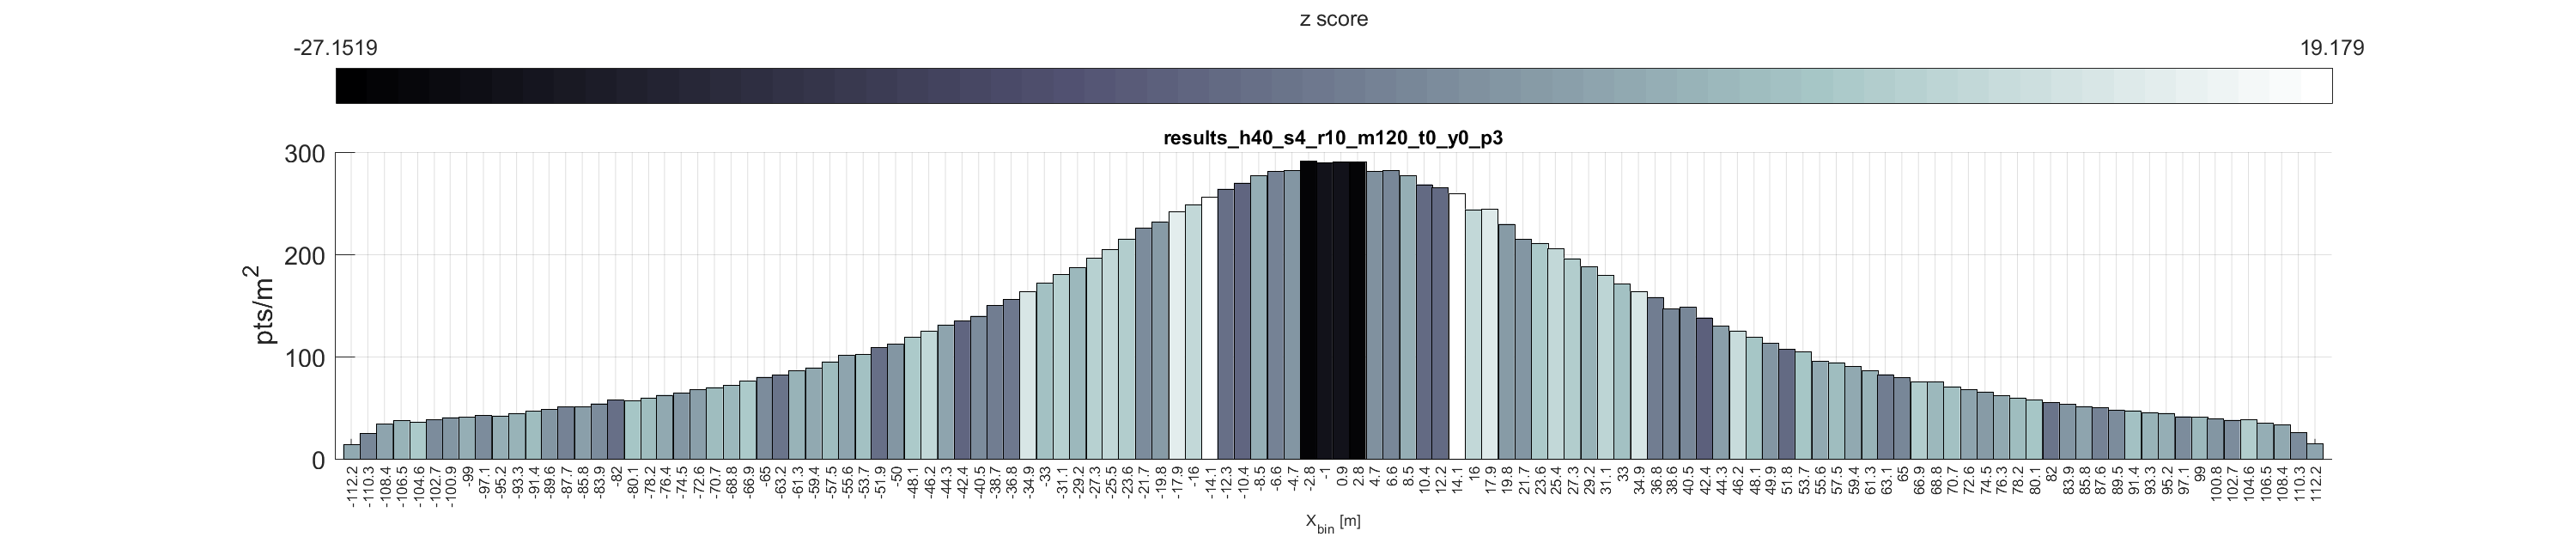 z score
-27.1519 19.179
results_h40_s4_r10_m120_t0_y0_p3
300
200
100
0
pts/m2
-112.2 -110.3 -108.4 -106.5 -104.6 -102.7 -100.9 -99 -97.1 -95.2 -93.3 -91.4 -89.6 -87.7 -85.8 -83.9 -82 -80.1 -78.2 -76.4 -74.5 -72.6 -70.7 -68.8 -66.9 -65 -63.2 -61.3 -59.4 -57.5 -55.6 -53.7 -51.9 -50 -48.1 -46.2 -44.3 -42.4 -40.5 -38.7 -36.8 -34.9 -33 -31.1 -29.2 -27.3 -25.5 -23.6 -21.7 -19.8 -17.9 -16 -14.1 -12.3 -10.4 -8.5 -6.6 -4.7 -2.8 -1 0.9 2.8 4.7 6.6 8.5 10.4 12.2 14.1 16 17.9 19.8 21.7 23.6 25.4 27.3 29.2 31.1 33 34.9 36.8 38.6 40.5 42.4 44.3 46.2 48.1 49.9 51.8 53.7 55.6 57.5 59.4 61.3 63.1 65 66.9 68.8 70.7 72.6 74.5 76.3 78.2 80.1 82 83.9 85.8 87.6 89.5 91.4 93.3 95.2 97.1 99 100.8 102.7 104.6 106.5 108.4 110.3 112.2
Xbin [m]